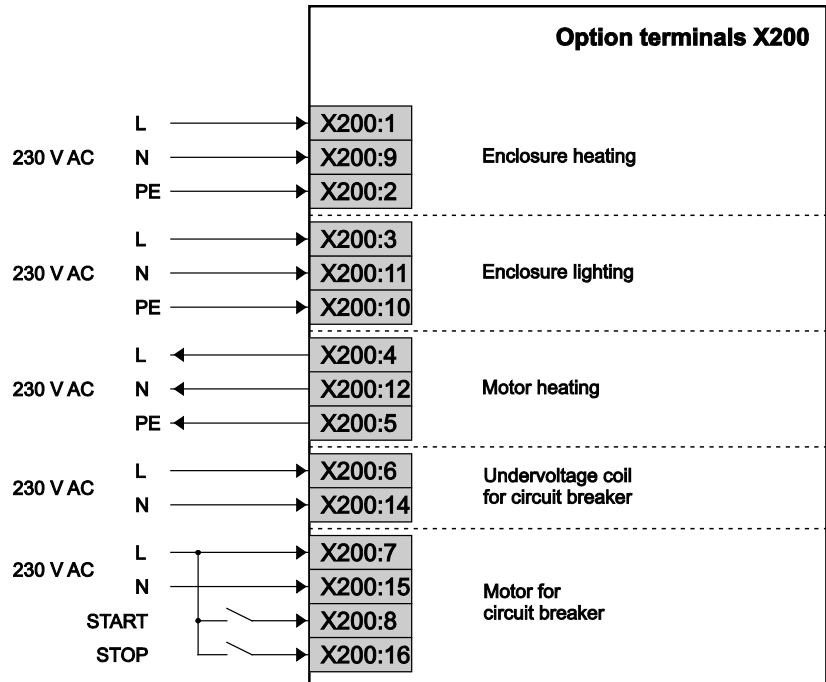 Option terminals X200
L X200:1
230 V AC N X200:9 Enclosure heating
PE X200:2
L X200:3
230 V AC N X200:11 Enclosure lighting
PE X200:10
L X200:4
230 V AC N X200:12 Motor heating
PE X200:5
L X200:6
230 V AC
Undervoltage coil
for circuit breaker
N X200:14
L X200:7
230 V AC
N X200:15
Motor for
circuit breaker
START X200:8
STOP X200:16